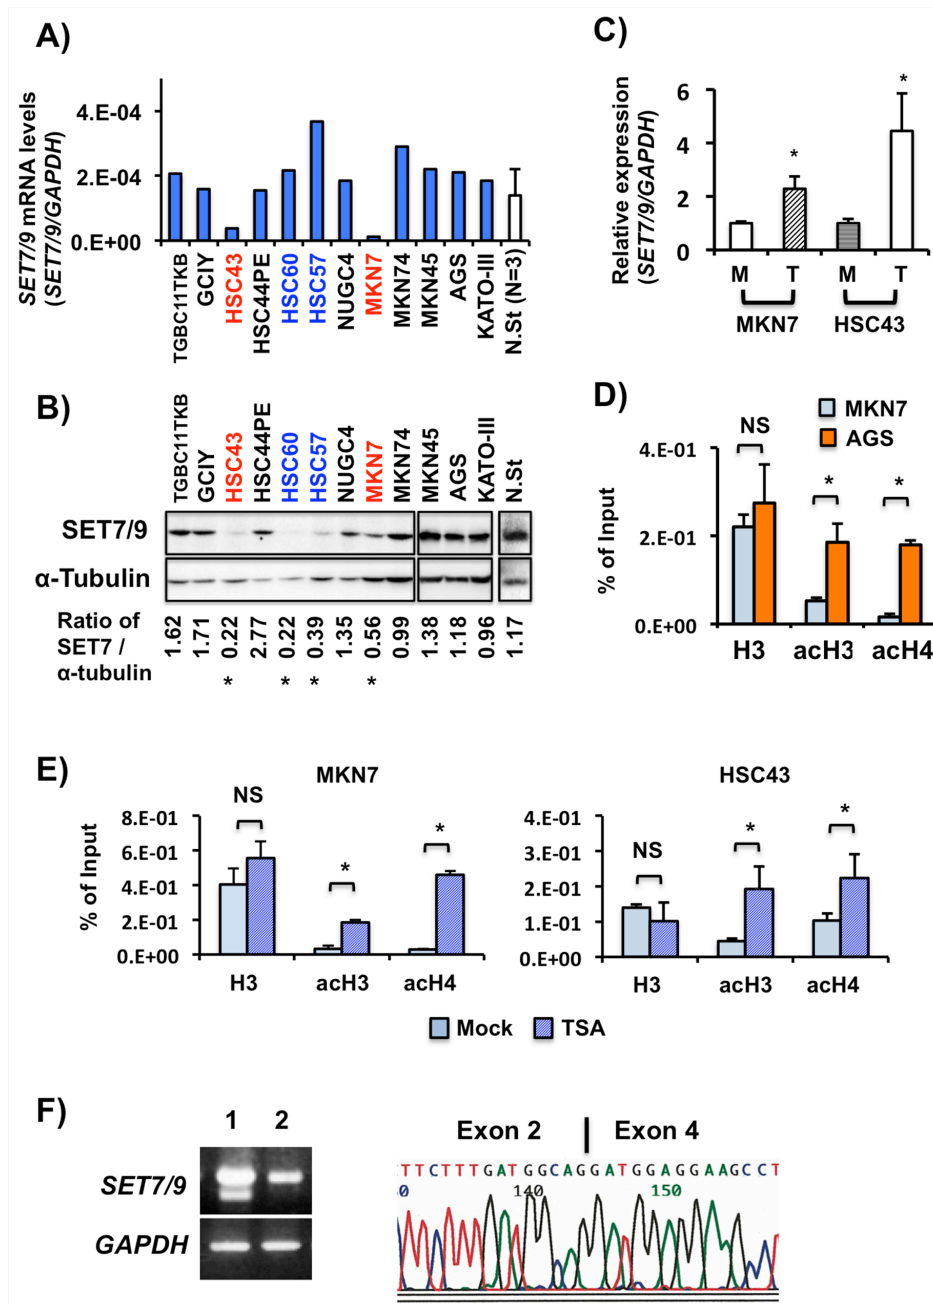 A)
SET7/9 mRNA levels
(SET7/9/GAPDH)
4.E-04
2.E-04
0.E+00
TGBC11TKB
GCIY
HSC43
HSC44PE
HSC60
HSC57
NUGC4
MKN7
MKN74
MKN45
AGS
KATO-III
N.St (N=3)
C)
Relative expression
(SET7/9/GAPDH)
6
4
2
0
*
*
M T M T
MKN7 HSC43
B)
TGBC11TKB
GCIY
HSC43
HSC44PE
HSC60
HSC57
NUGC4
MKN7
MKN74
MKN45
AGS
KATO-III
N.St
SET7/9
α-Tubulin
Ratio of
SET7 /
α-tubulin
1.62
1.71
0.22
2.77
0.22
0.39
1.35
0.56
0.99
1.38
1.18
0.96
1.17
* * * *
D)
MKN7
AGS
% of Input
4.E-01
2.E-01
0.E+00
NS
*
*
H3 acH3 acH4
E)
MKN7
% of Input
8.E-01
6.E-01
4.E-01
2.E-01
0.E+00
NS
*
*
H3 acH3 acH4
HSC43
4.E-01
3.E-01
2.E-01
1.E-01
0.E+00
NS
*
*
H3 acH3 acH4
Mock TSA
F)
1 2
SET7/9
GAPDH
Exon 2 | Exon 4
TTCTTTGATGGCAGGATGGAGGAAGCCT
0 140 150